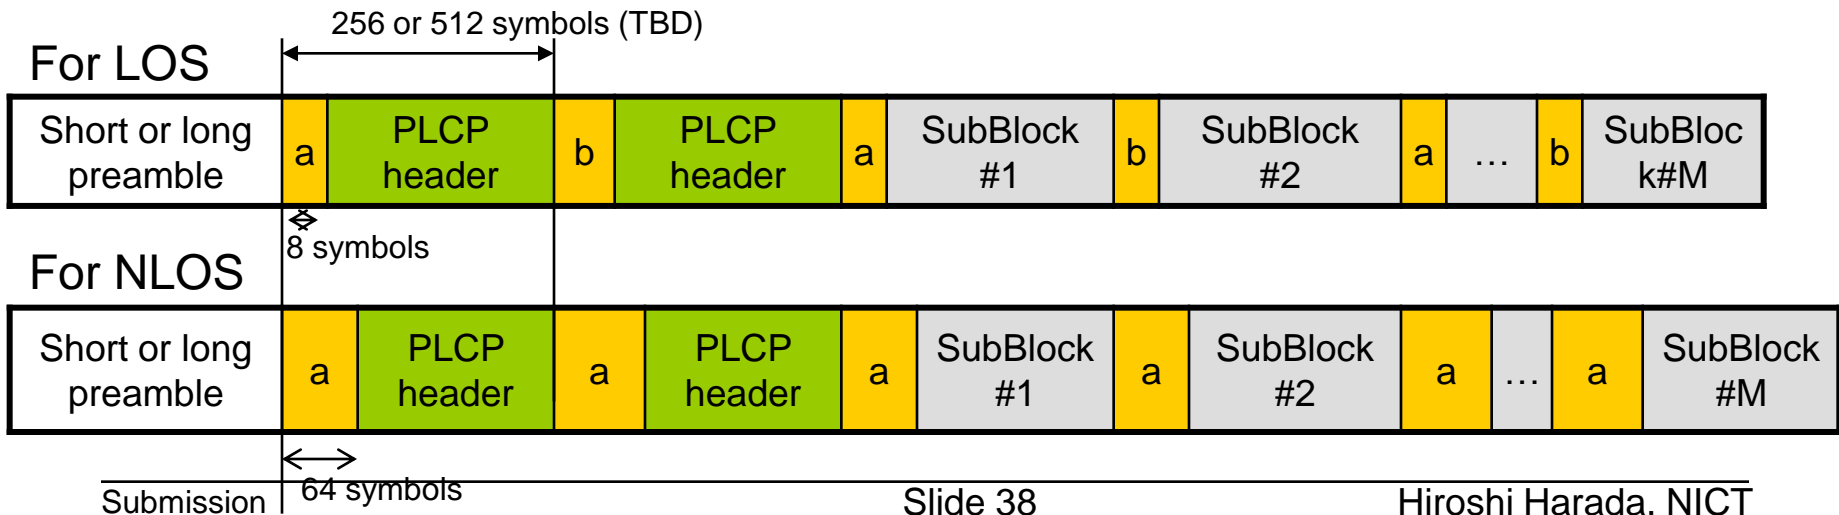 256 or 512 symbols (TBD)
For LOS
Short or long
preamble
a
PLCP
header
b
PLCP
header
a
SubBlock
#1
b
SubBlock
#2
a
...
b
SubBloc
k#M
8 symbols
For NLOS
Short or long
preamble
a
PLCP
header
a
PLCP
header
a
SubBlock
#1
a
SubBlock
#2
a
...
a
SubBlock
#M
64 symbols
Submission
Slide 38
Hiroshi Harada, NICT